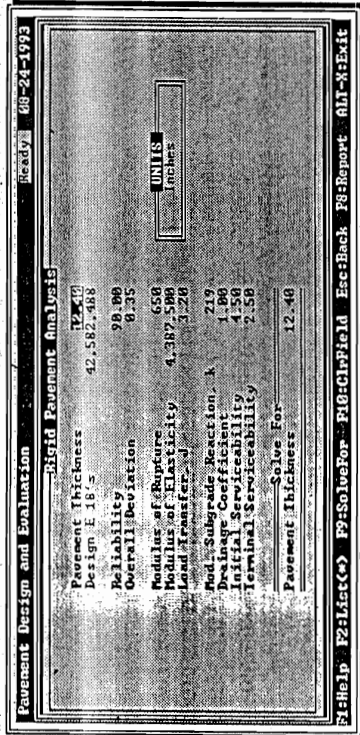 Pavement Design and Evaluation Ready 08-24-1993
Rigid Pavement Analysis
Pavement Thickness 12.40
Design E 18's 42,582,488
Reliability 90.00
Overall Deviation 0.35
Modulus of Rupture 650
Modulus of Elasticity 4,387,500
Load Transfer, J 3.20
Mod. Subgrade Reaction, k 219
Drainage Coefficient 1.00
Initial Serviceability 4.50
Terminal Serviceability 2.50
UNITS
inches
Solve For
Pavement Thickness 12.40
F1:Help F2:List(*) F9:SolveFor F10:ClrField Esc:Back F8:Report ALT-X:Exit